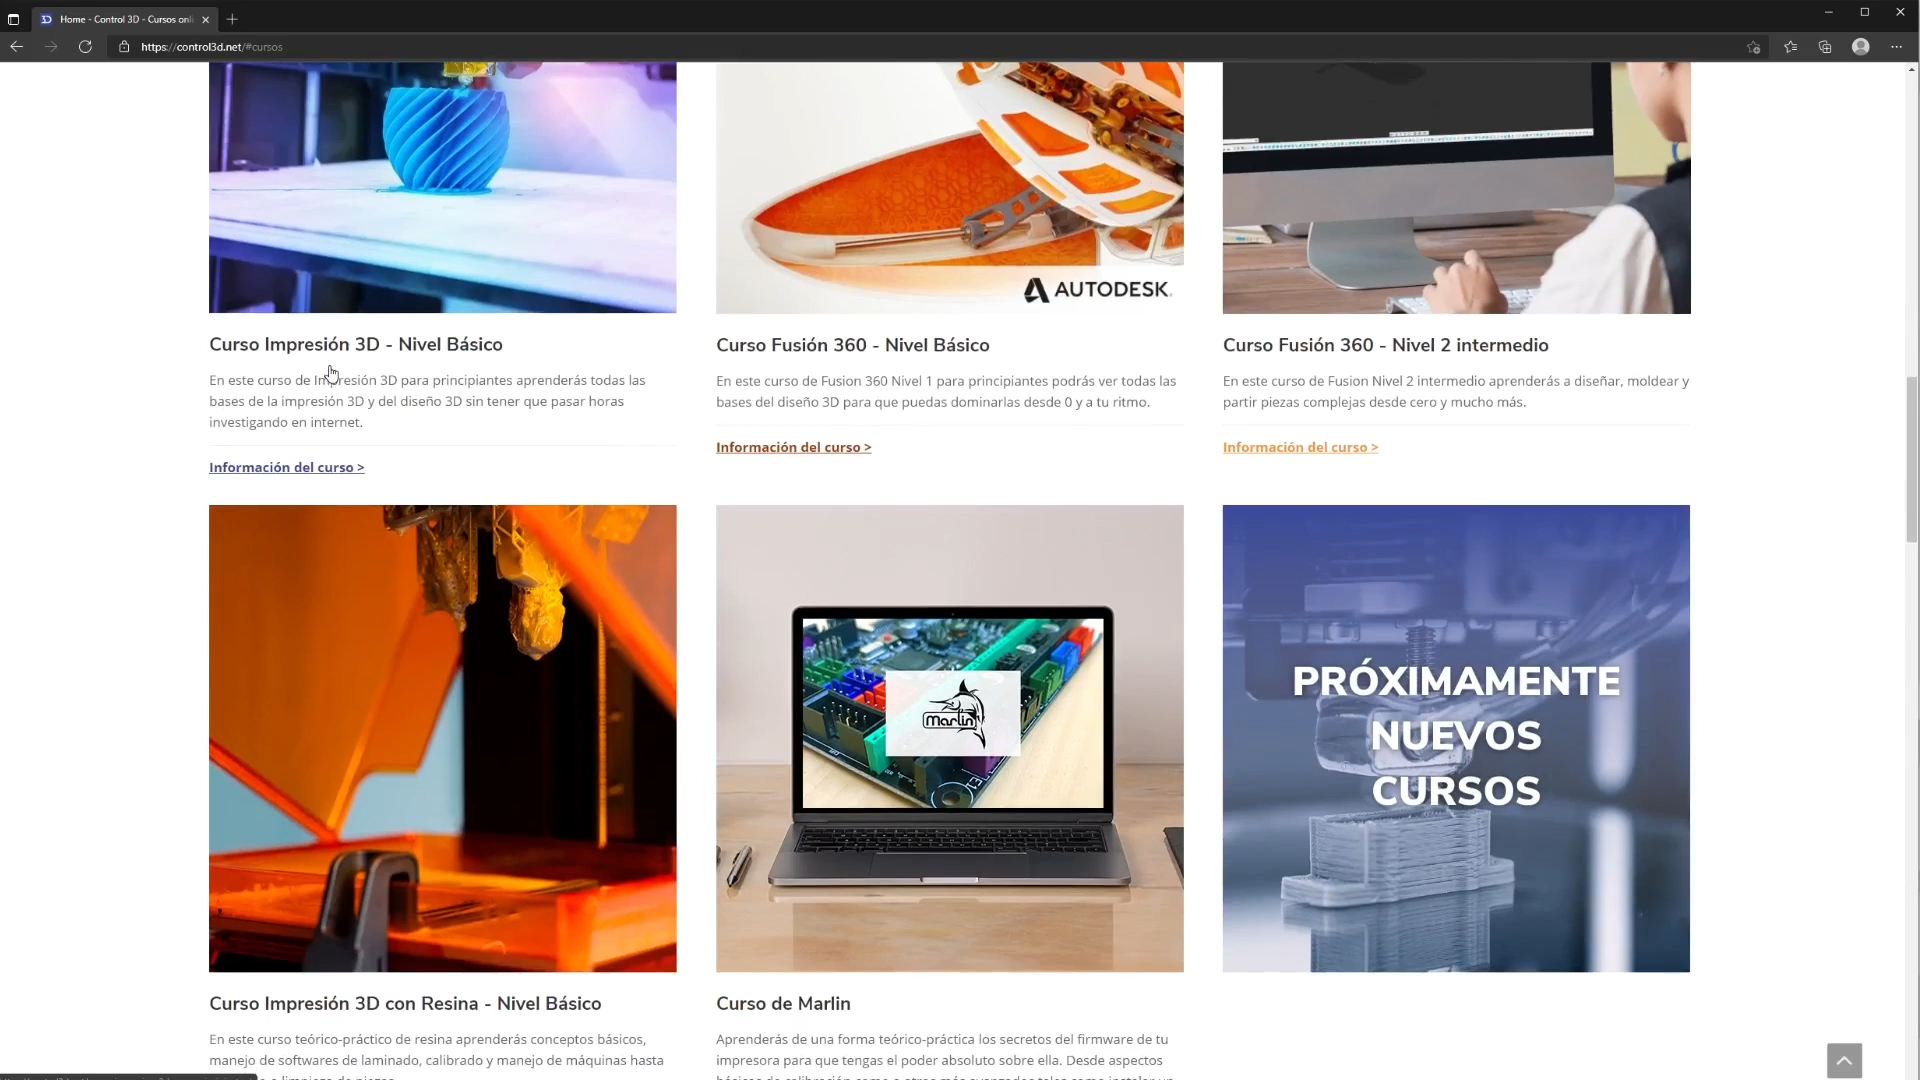 Home - Control 3D - Cursos onli
https://control3d.net/#cursos
AUTODESK.
Curso Impresión 3D - Nivel Básico
En este curso de Impresión 3D para principiantes aprenderás todas las
bases de la impresión 3D y del diseño 3D sin tener que pasar horas
investigando en internet.
Información del curso >
Curso Fusión 360 - Nivel Básico
En este curso de Fusion 360 Nivel 1 para principiantes podrás ver todas las
bases del diseño 3D para que puedas dominarlas desde 0 y a tu ritmo.
Información del curso >
Curso Fusión 360 - Nivel 2 intermedio
En este curso de Fusion Nivel 2 intermedio aprenderás a diseñar, moldear y
partir piezas complejas desde cero y mucho más.
Información del curso >
Marlin
PRÓXIMAMENTE
NUEVOS
CURSOS
Curso Impresión 3D con Resina - Nivel Básico
En este curso teórico-práctico de resina aprenderás conceptos básicos,
manejo de softwares de laminado, calibrado y manejo de máquinas hasta
Curso de Marlin
Aprenderás de una forma teórico-práctica los secretos del firmware de tu
impresora para que tengas el poder absoluto sobre ella. Desde aspectos